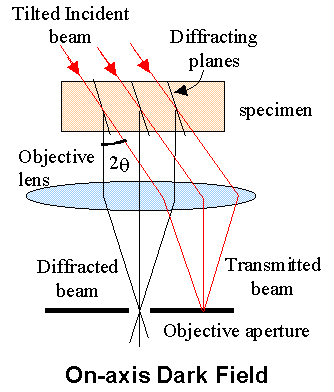 Tilted Incident
beam
Diffracting
planes
specimen
Objective
lens
2θ
Diffracted
beam
Transmitted
beam
Objective aperture
On-axis Dark Field